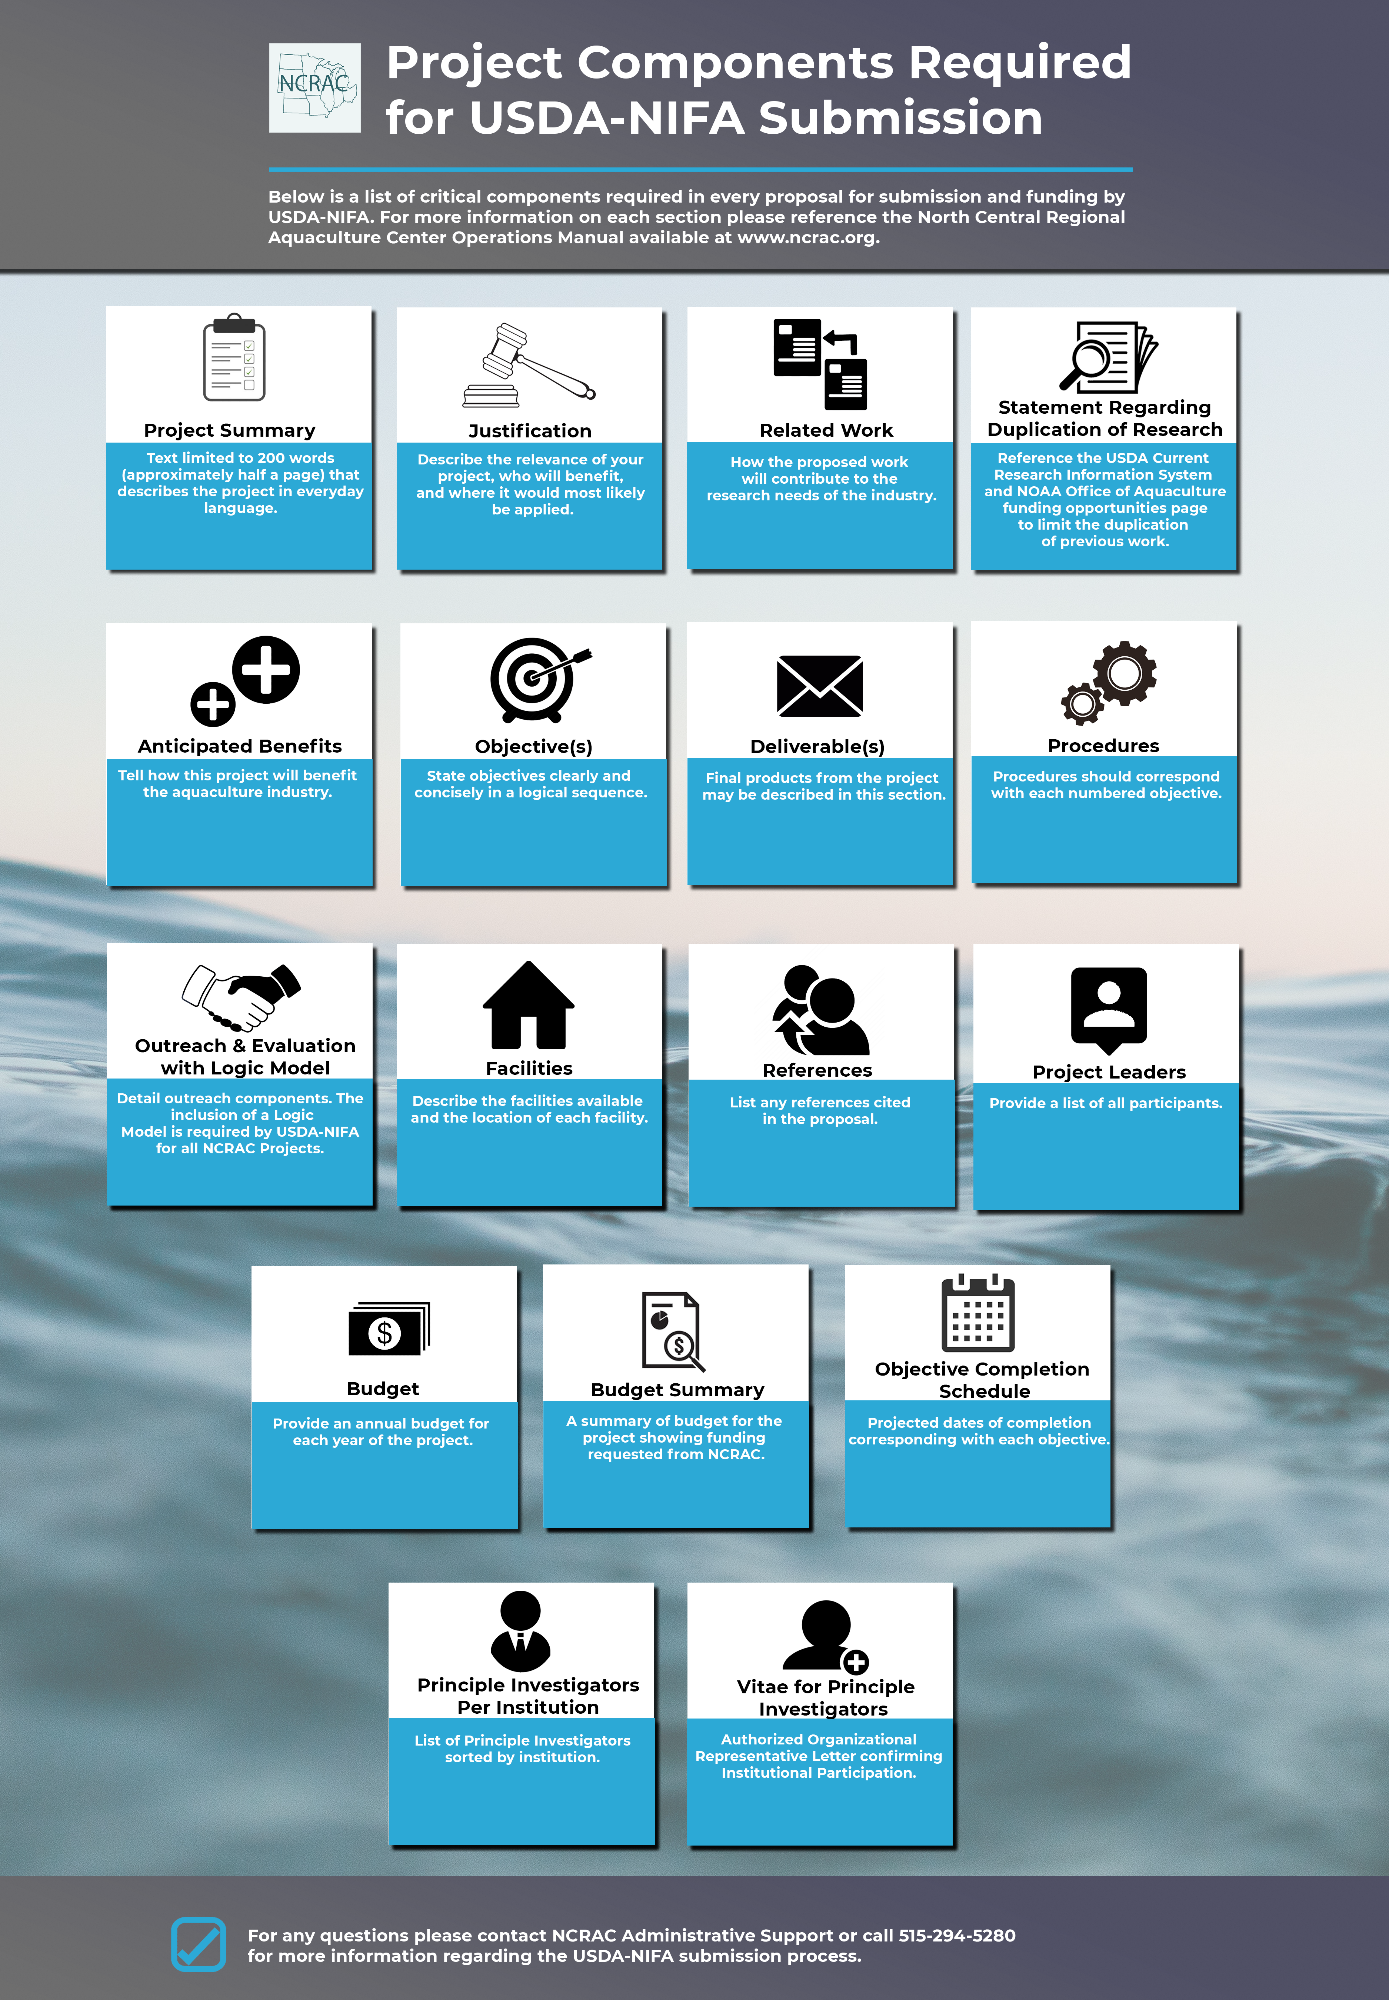 NCRAC
Project Components Required
for USDA-NIFA Submission
Below is a list of critical components required in every proposal for submission and funding by
USDA-NIFA. For more information on each section please reference the North Central Regional
Aquaculture Center Operations Manual available at www.ncrac.org.
Project Summary
Text limited to 200 words
(approximately half a page) that
describes the project in everyday
language.
Justification
Describe the relevance of your
project, who will benefit,
and where it would most likely
be applied.
Related Work
How the proposed work
will contribute to the
research needs of the industry.
Statement Regarding
Duplication of Research
Reference the USDA Current
Research Information System
and NOAA Office of Aquaculture
funding opportunities page
to limit the duplication
of previous work.
Anticipated Benefits
Tell how this project will benefit
the aquaculture industry.
Objective(s)
State objectives clearly and
concisely in a logical sequence.
Deliverable(s)
Final products from the project
may be described in this section.
Procedures
Procedures should correspond
with each numbered objective.
Outreach & Evaluation
with Logic Model
Detail outreach components. The
inclusion of a Logic
Model is required by USDA-NIFA
for all NCRAC Projects.
Facilities
Describe the facilities available
and the location of each facility.
References
List any references cited
in the proposal.
Project Leaders
Provide a list of all participants.
$
Budget
Provide an annual budget for
each year of the project.
$
Budget Summary
A summary of budget for the
project showing funding
requested from NCRAC.
Objective Completion
Schedule
Projected dates of completion
corresponding with each objective.
Principle Investigators
Per Institution
List of Principle Investigators
sorted by institution.
Vitae for Principle
Investigators
Authorized Organizational
Representative Letter confirming
Institutional Participation.
For any questions please contact NCRAC Administrative Support or call 515-294-5280
for more information regarding the USDA-NIFA submission process.